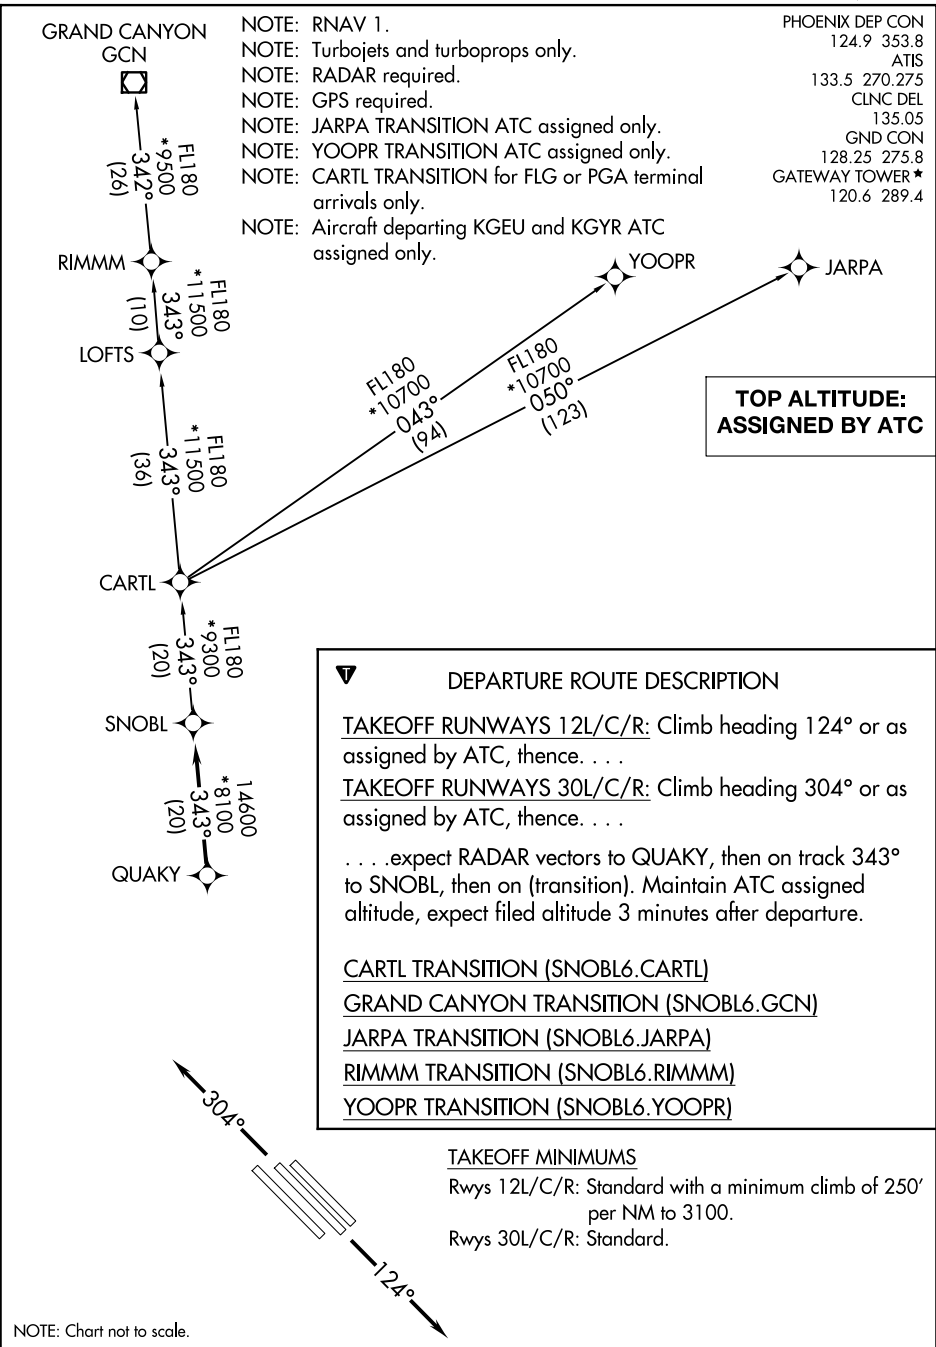 GRAND CANYON
GCN
NOTE: RNAV 1.
NOTE: Turbojets and turboprops only.
NOTE: RADAR required.
NOTE: GPS required.
NOTE: JARPA TRANSITION ATC assigned only.
NOTE: YOOPR TRANSITION ATC assigned only.
NOTE: CARTL TRANSITION for FLG or PGA terminal
arrivals only.
NOTE: Aircraft departing KGEU and KGYR ATC
assigned only.
PHOENIX DEP CON
124.9 353.8
ATIS
133.5 270.275
CLNC DEL
135.05
GND CON
128.25 275.8
GATEWAY TOWER★
120.6 289.4
FL180
*9500
342°
(26)
RIMMM
YOOPR
JARPA
FL180
*11500
343°
(10)
LOFTS
FL180
*10700
043°
(94)
FL180
*10700
050°
(123)
TOP ALTITUDE:
ASSIGNED BY ATC
FL180
*11500
343°
(36)
CARTL
FL180
*9300
343°
(20)
SNOBL
14600
*8100
343°
(20)
QUAKY
T
DEPARTURE ROUTE DESCRIPTION
TAKEOFF RUNWAYS 12L/C/R: Climb heading 124° or as
assigned by ATC, thence. . . .
TAKEOFF RUNWAYS 30L/C/R: Climb heading 304° or as
assigned by ATC, thence. . . .
. . . .expect RADAR vectors to QUAKY, then on track 343°
to SNOBL, then on (transition). Maintain ATC assigned
altitude, expect filed altitude 3 minutes after departure.
CARTL TRANSITION (SNOBL6.CARTL)
GRAND CANYON TRANSITION (SNOBL6.GCN)
JARPA TRANSITION (SNOBL6.JARPA)
RIMMM TRANSITION (SNOBL6.RIMMM)
YOOPR TRANSITION (SNOBL6.YOOPR)
304°
124°
TAKEOFF MINIMUMS
Rwys 12L/C/R: Standard with a minimum climb of 250'
per NM to 3100.
Rwys 30L/C/R: Standard.
NOTE: Chart not to scale.